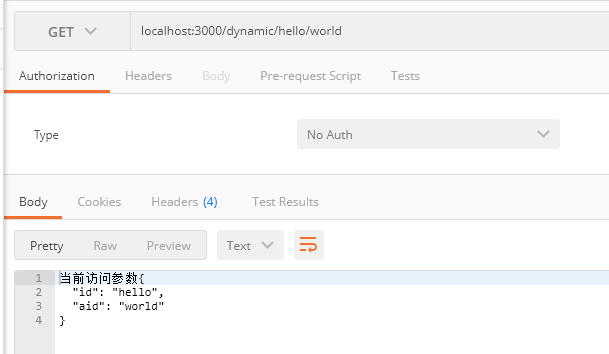 GET localhost:3000/dynamic/hello/world
Authorization Headers Body Pre-request Script Tests
Type No Auth
Body Cookies Headers (4) Test Results
Pretty Raw Preview Text
1 当前访问参数{
2 "id": "hello",
3 "aid": "world"
4 }